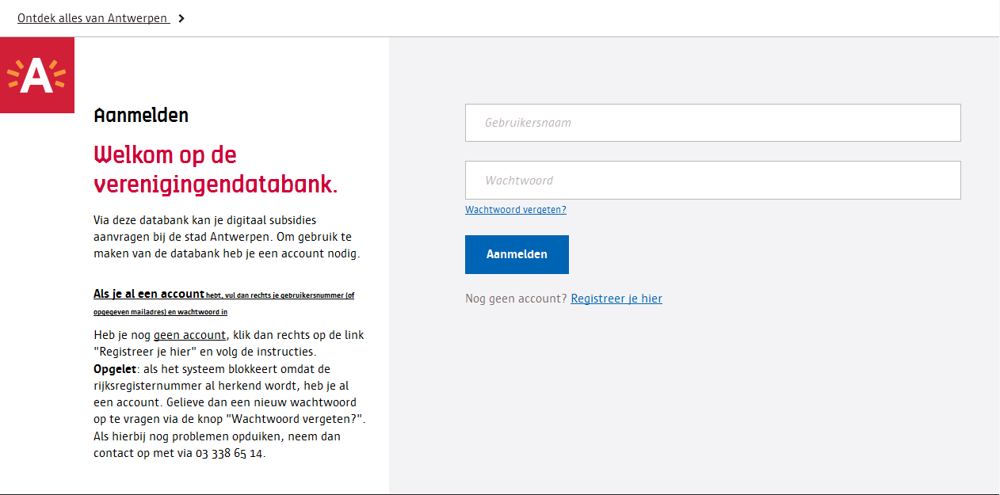 Ontdek alles van Antwerpen
A
Aanmelden
Welkom op de
verenigingendatabank.
Via deze databank kan je digitaal subsidies
aanvragen bij de stad Antwerpen. Om gebruik te
maken van de databank heb je een account nodig.
Als je al een account hebt, vul dan rechts je gebruikersnummer (of
opgegeven mailadres) en wachtwoord in
Heb je nog geen account, klik dan rechts op de link
"Registreer je hier" en volg de instructies.
Opgelet: als het systeem blokkeert omdat de
rijksregisternummer al herkend wordt, heb je al
een account. Gelieve dan een nieuw wachtwoord
op te vragen via de knop "Wachtwoord vergeten?".
Als hierbij nog problemen opduiken, neem dan
contact op met via 03 338 65 14.
Gebruikersnaam
Wachtwoord
Wachtwoord vergeten?
Aanmelden
Nog geen account? Registreer je hier